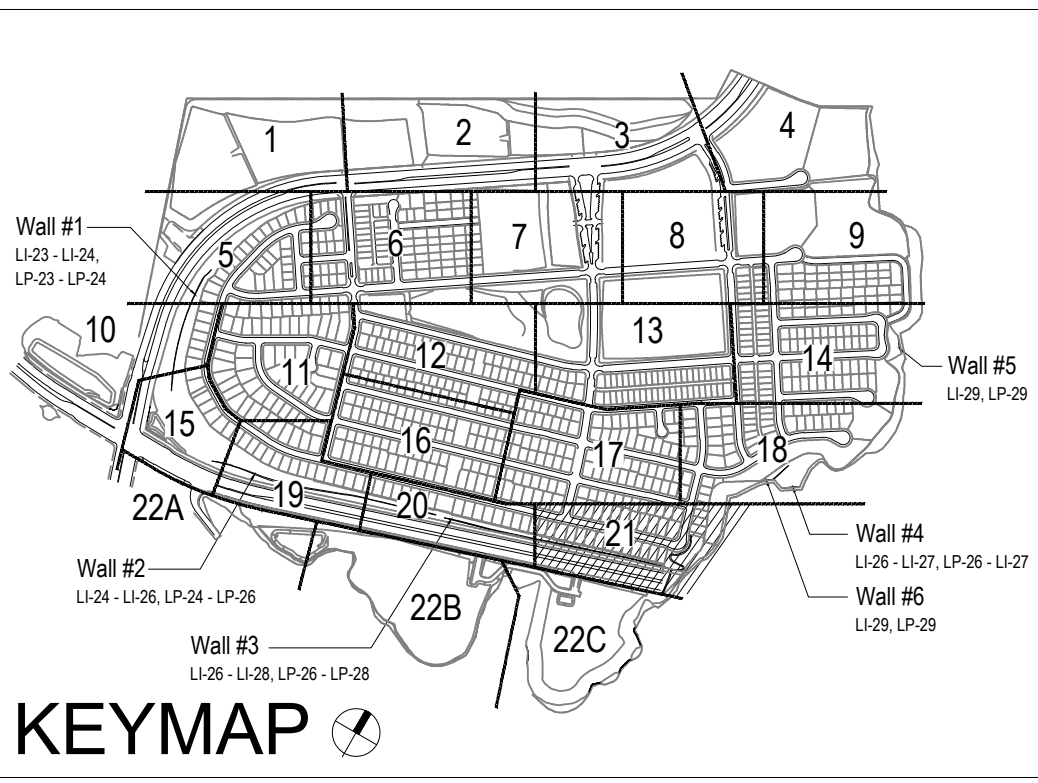 1
2
3
4
Wall #1
LI-23 - LI-24,
LP-23 - LP-24
5
6
7
8
9
10
11
12
13
14
Wall #5
LI-29, LP-29
15
16
17
18
19
20
21
22A
Wall #2
LI-24 - LI-26, LP-24 - LP-26
Wall #4
LI-26 - LI-27, LP-26 - LI-27
Wall #6
LI-29, LP-29
22B
22C
Wall #3
LI-26 - LI-28, LP-26 - LP-28
KEYMAP